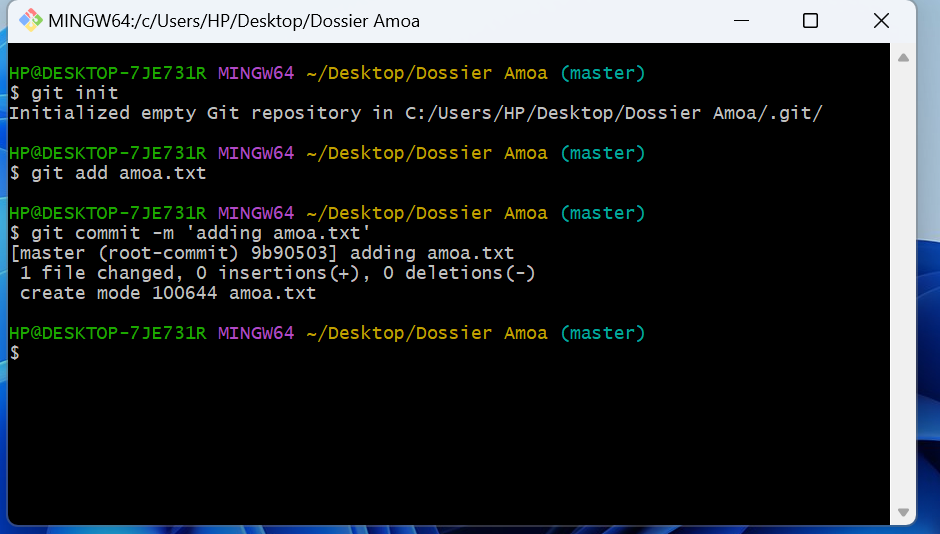 MINGW64:/c/Users/HP/Desktop/Dossier Amoa
HP@DESKTOP-7JE731R MINGW64 ~/Desktop/Dossier Amoa (master)
$ git init
Initialized empty Git repository in C:/Users/HP/Desktop/Dossier Amoa/.git/
HP@DESKTOP-7JE731R MINGW64 ~/Desktop/Dossier Amoa (master)
$ git add amoa.txt
HP@DESKTOP-7JE731R MINGW64 ~/Desktop/Dossier Amoa (master)
$ git commit -m 'adding amoa.txt'
[master (root-commit) 9b90503] adding amoa.txt
 1 file changed, 0 insertions(+), 0 deletions(-)
 create mode 100644 amoa.txt
HP@DESKTOP-7JE731R MINGW64 ~/Desktop/Dossier Amoa (master)
$